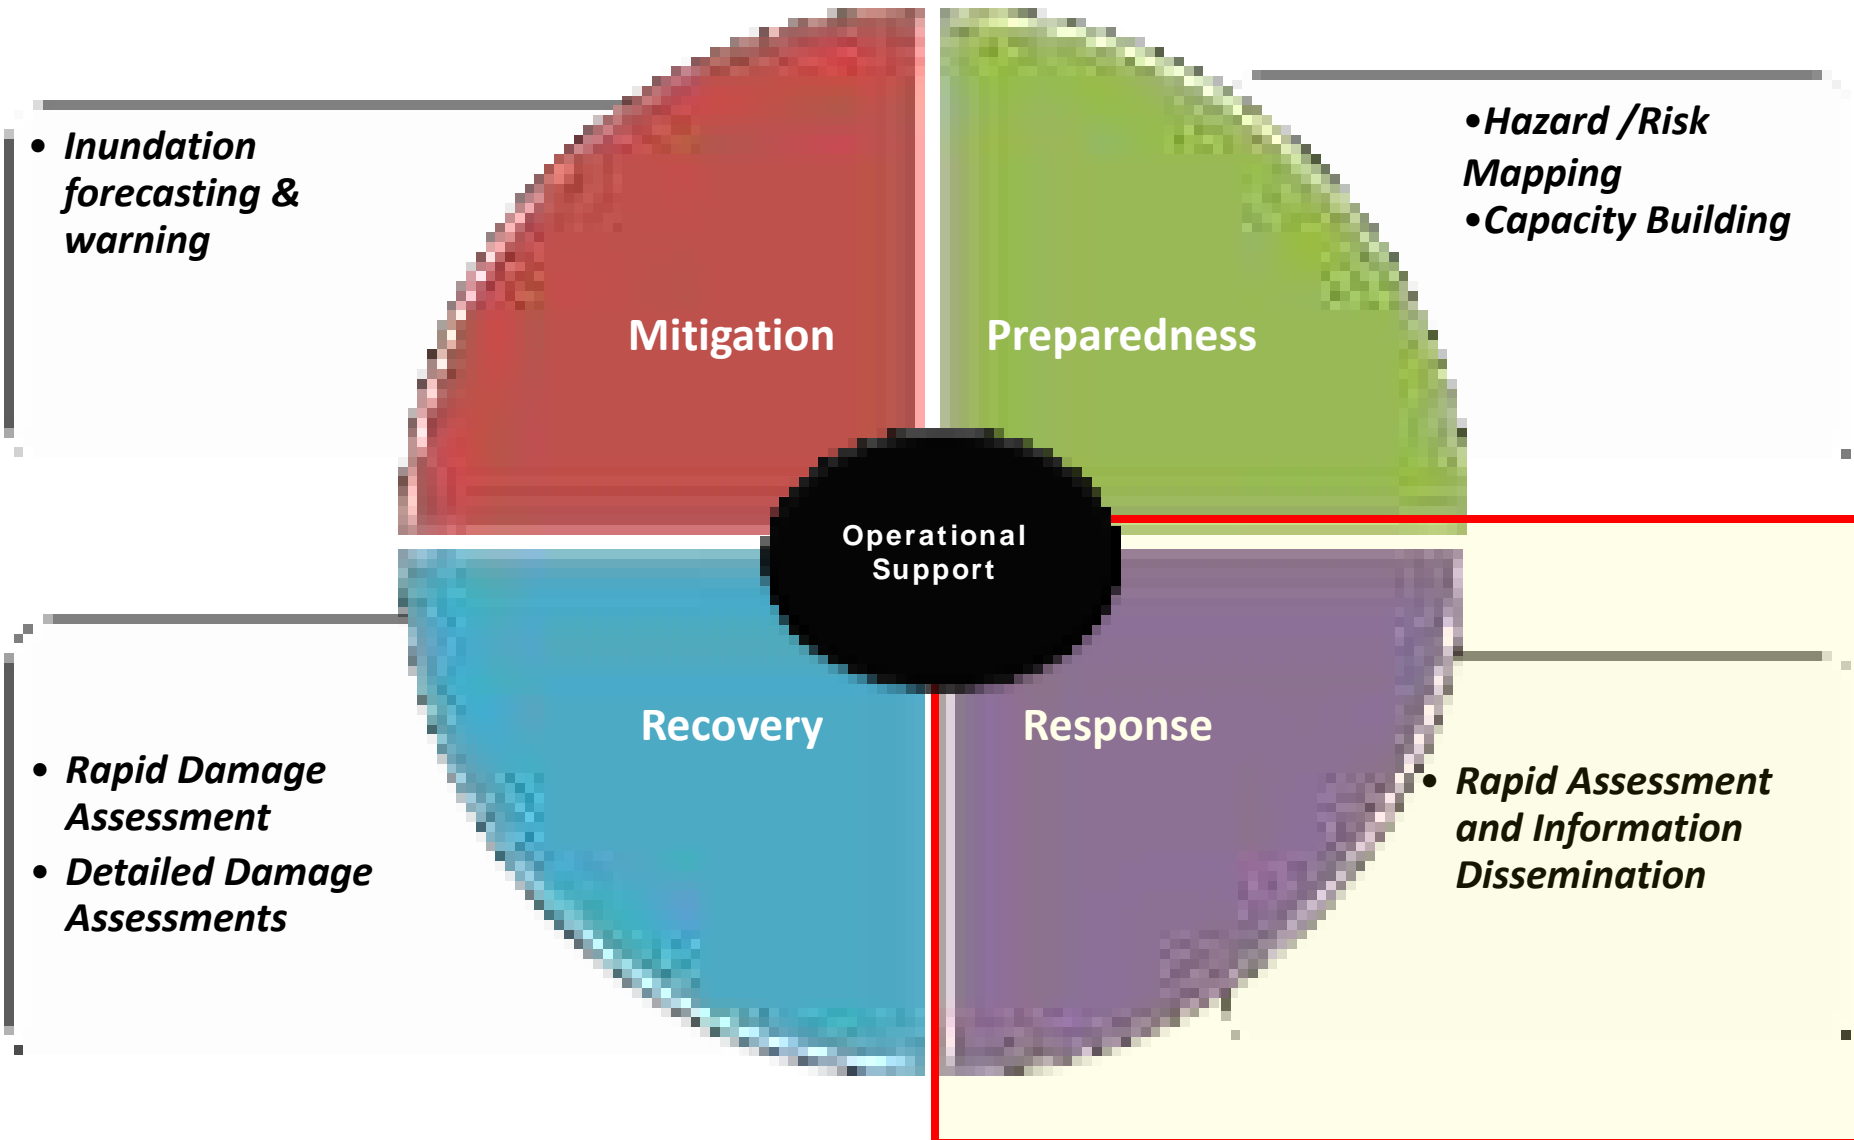 • Inundation
forecasting &
warning
•Hazard /Risk
Mapping
•Capacity Building
Mitigation
Preparedness
Operational
Support
Recovery
Response
• Rapid Damage
Assessment
• Detailed Damage
Assessments
• Rapid Assessment
and Information
Dissemination